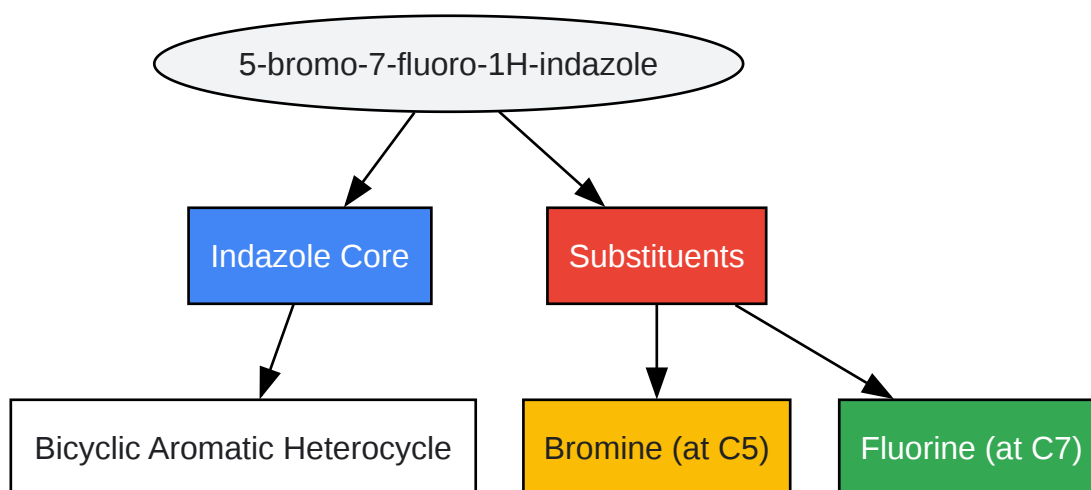 5-bromo-7-fluoro-1H-indazole
Indazole Core
Substituents
Bicyclic Aromatic Heterocycle
Bromine (at C5)
Fluorine (at C7)